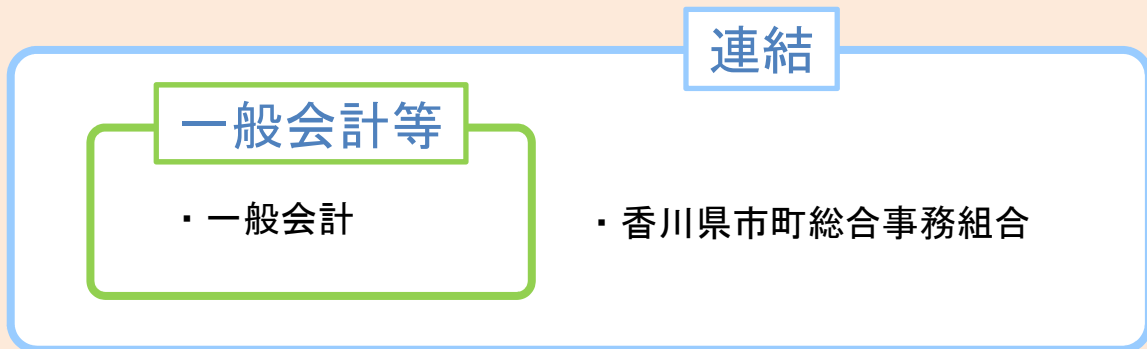 連結
一般会計等
・一般会計
・香川県市町総合事務組合